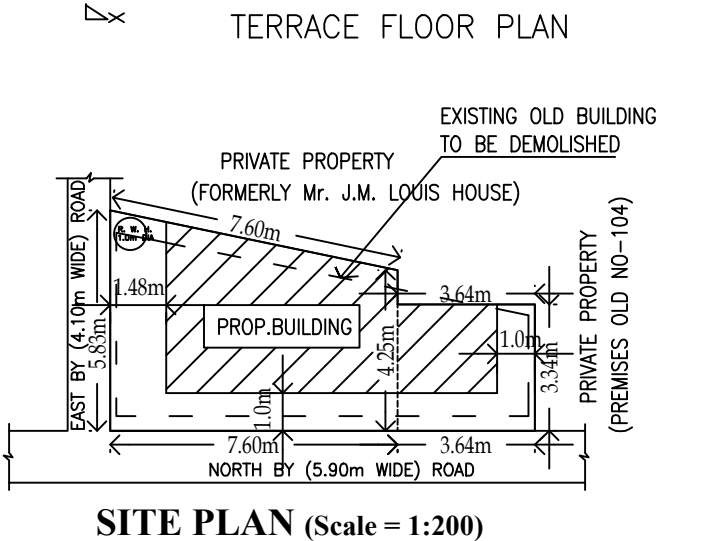 TERRACE FLOOR PLAN
EXISTING OLD BUILDING
TO BE DEMOLISHED
PRIVATE PROPERTY
(FORMERLY Mr. J.M. LOUIS HOUSE)
7.60m
R. W. H.
1.0m DIA
EAST BY (4.10m WIDE) ROAD
5.83m
1.48m
PROP.BUILDING
4.25m
3.64m
1.0m
3.34m
PRIVATE PROPERTY
(PREMISES OLD NO-104)
1.0m
7.60m
3.64m
NORTH BY (5.90m WIDE) ROAD
SITE PLAN (Scale = 1:200)